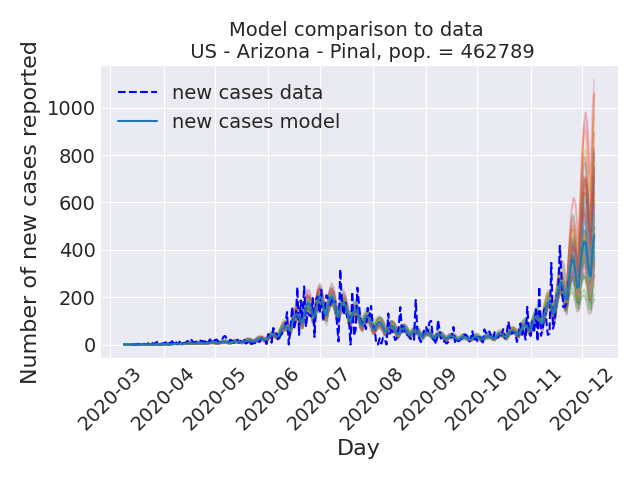 Model comparison to data
US - Arizona - Pinal, pop. = 462789
Number of new cases reported
1000
800
600
400
200
0
new cases data
new cases model
2020-03
2020-04
2020-05
2020-06
2020-07
2020-08
2020-09
2020-10
2020-11
2020-12
Day